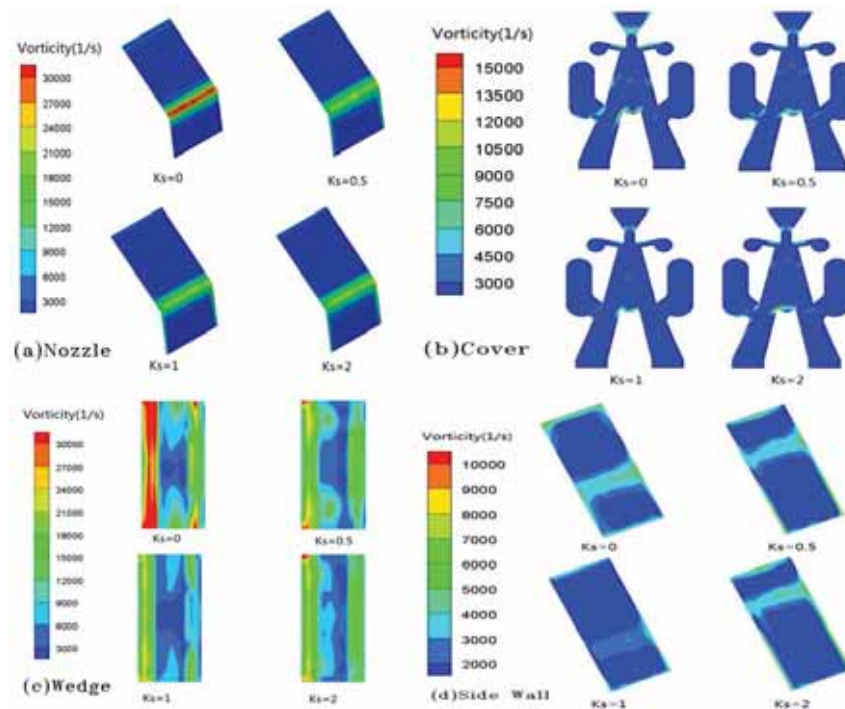 Vorticity(1/s)
30000
27000
24000
21000
18000
15000
12000
9000
6000
3000
Ks=0
Ks=0.5
Ks=1
Ks=2
(a)Nozzle
Vorticity(1/s)
15000
13500
12000
10500
9000
7500
6000
4500
3000
Ks=0
Ks=0.5
Ks=1
Ks=2
(b)Cover
Vorticity(1/s)
30000
27000
24000
21000
18000
15000
12000
9000
6000
3000
Ks=0
Ks=0.5
Ks=1
Ks=2
(c)Wedge
Vorticity(1/s)
10000
9000
8000
7000
6000
5000
4000
3000
2000
Ks=0
Ks=0.5
Ks=1
Ks=2
(d)Side Wall